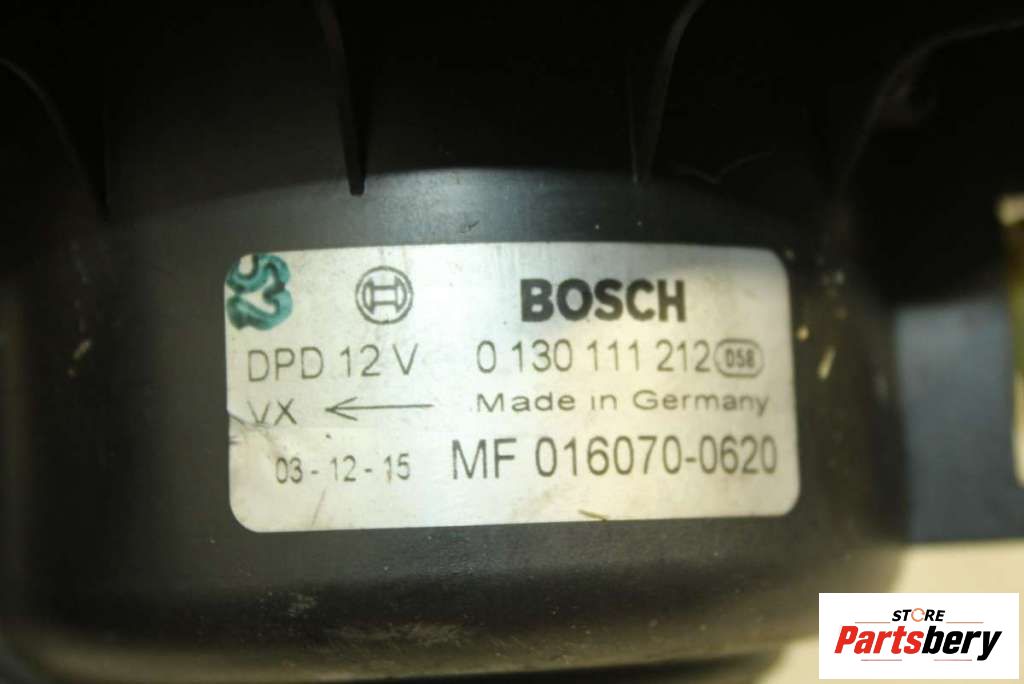 BOSCH
DPD 12 V 0 130 111 212 058
VX Made in Germany
03-12-15 MF 016070-0620
STORE
Partsbery